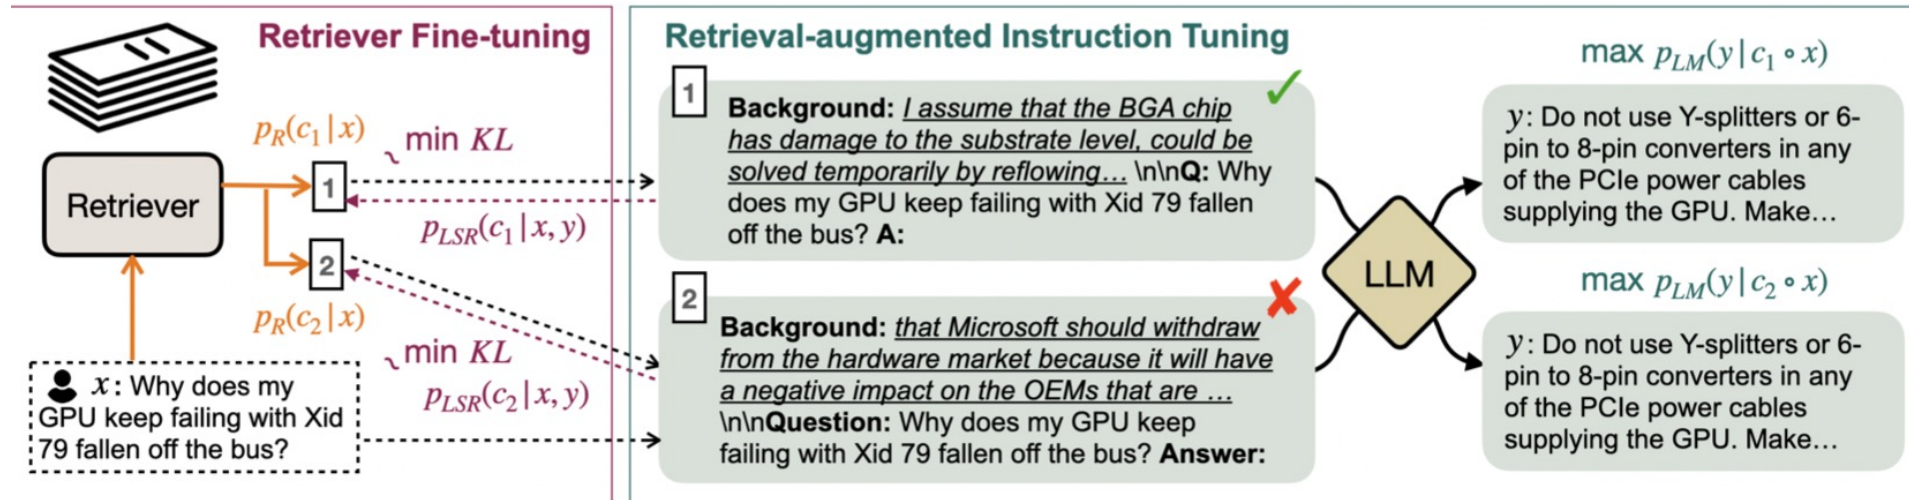 Retriever Fine-tuning
Retriever
p_R(c_1 | x)
1
2
p_R(c_2 | x)
min KL
p_LSR(c_1 | x, y)
min KL
p_LSR(c_2 | x, y)
x: Why does my
GPU keep failing with Xid
79 fallen off the bus?
Retrieval-augmented Instruction Tuning
1
Background: I assume that the BGA chip
has damage to the substrate level, could be
solved temporarily by reflowing... \n\nQ: Why
does my GPU keep failing with Xid 79 fallen
off the bus? A:
2
Background: that Microsoft should withdraw
from the hardware market because it will have
a negative impact on the OEMs that are ...
\n\nQuestion: Why does my GPU keep
failing with Xid 79 fallen off the bus? Answer:
LLM
max p_LM(y | c_1 ∘ x)
y: Do not use Y-splitters or 6-
pin to 8-pin converters in any
of the PCIe power cables
supplying the GPU. Make...
max p_LM(y | c_2 ∘ x)
y: Do not use Y-splitters or 6-
pin to 8-pin converters in any
of the PCIe power cables
supplying the GPU. Make...